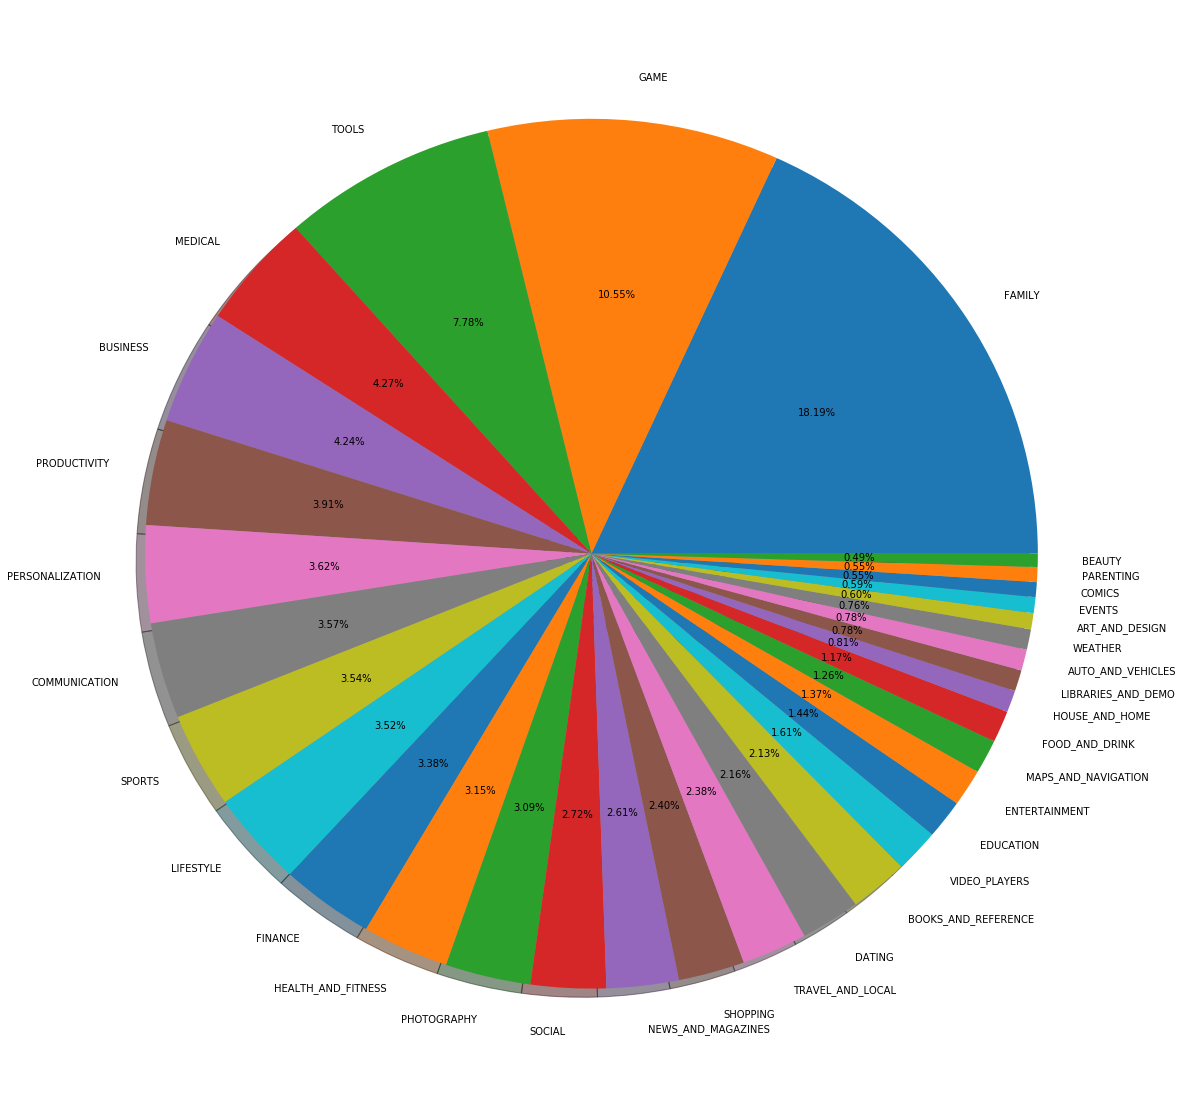 GAME
TOOLS
MEDICAL
FAMILY
10.55%
7.78%
BUSINESS
4.27%
18.19%
4.24%
PRODUCTIVITY
3.91%
PERSONALIZATION
3.62%
0.49%
BEAUTY
0.55%
PARENTING
0.55%
COMICS
0.59%
EVENTS
0.60%
ART_AND_DESIGN
0.76%
WEATHER
0.78%
AUTO_AND_VEHICLES
0.78%
LIBRARIES_AND_DEMO
0.81%
HOUSE_AND_HOME
1.17%
FOOD_AND_DRINK
1.26%
MAPS_AND_NAVIGATION
1.37%
ENTERTAINMENT
1.44%
EDUCATION
1.61%
VIDEO_PLAYERS
2.13%
BOOKS_AND_REFERENCE
2.16%
DATING
2.38%
TRAVEL_AND_LOCAL
2.40%
SHOPPING
2.61%
NEWS_AND_MAGAZINES
2.72%
SOCIAL
3.09%
PHOTOGRAPHY
3.15%
HEALTH_AND_FITNESS
3.38%
FINANCE
3.52%
LIFESTYLE
3.54%
SPORTS
3.57%
COMMUNICATION